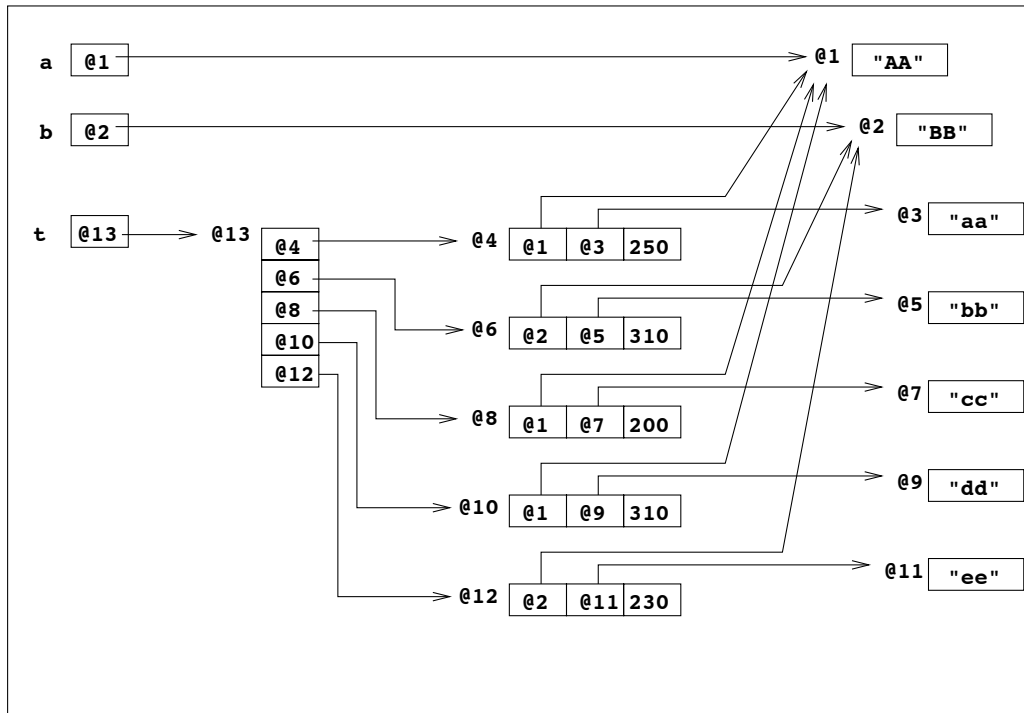 a @1 @1 "AA"
b @2 @2 "BB"
@3 "aa"
t @13 @13 @4 @4 @1 @3 250
@6
@5 "bb"
@8 @6 @2 @5 310
@10
@12
@7 "cc"
@8 @1 @7 200
@9 "dd"
@10 @1 @9 310
@11 "ee"
@12 @2 @11 230